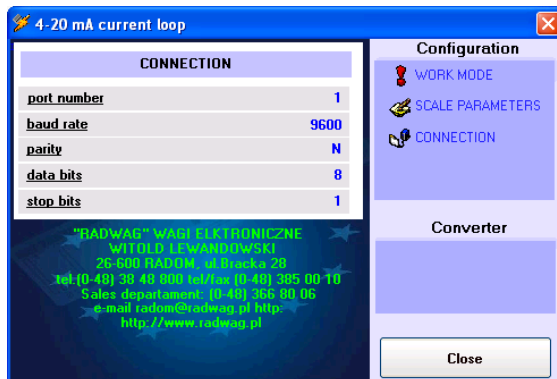 4-20 mA current loop
CONNECTION
port number 1
baud rate 9600
parity N
data bits 8
stop bits 1
"RADWAG" WAGI ELKTRONICZNE
WITOLD LEWANDOWSKI
26-600 RADOM, ul.Bracka 28
tel.(0-48) 38 48 800 tel/fax (0-48) 385 00 10
Sales departament: (0-48) 366 80 06
e-mail radom@radwag.pl http:
http://www.radwag.pl
Configuration
WORK MODE
SCALE PARAMETERS
CONNECTION
Converter
Close